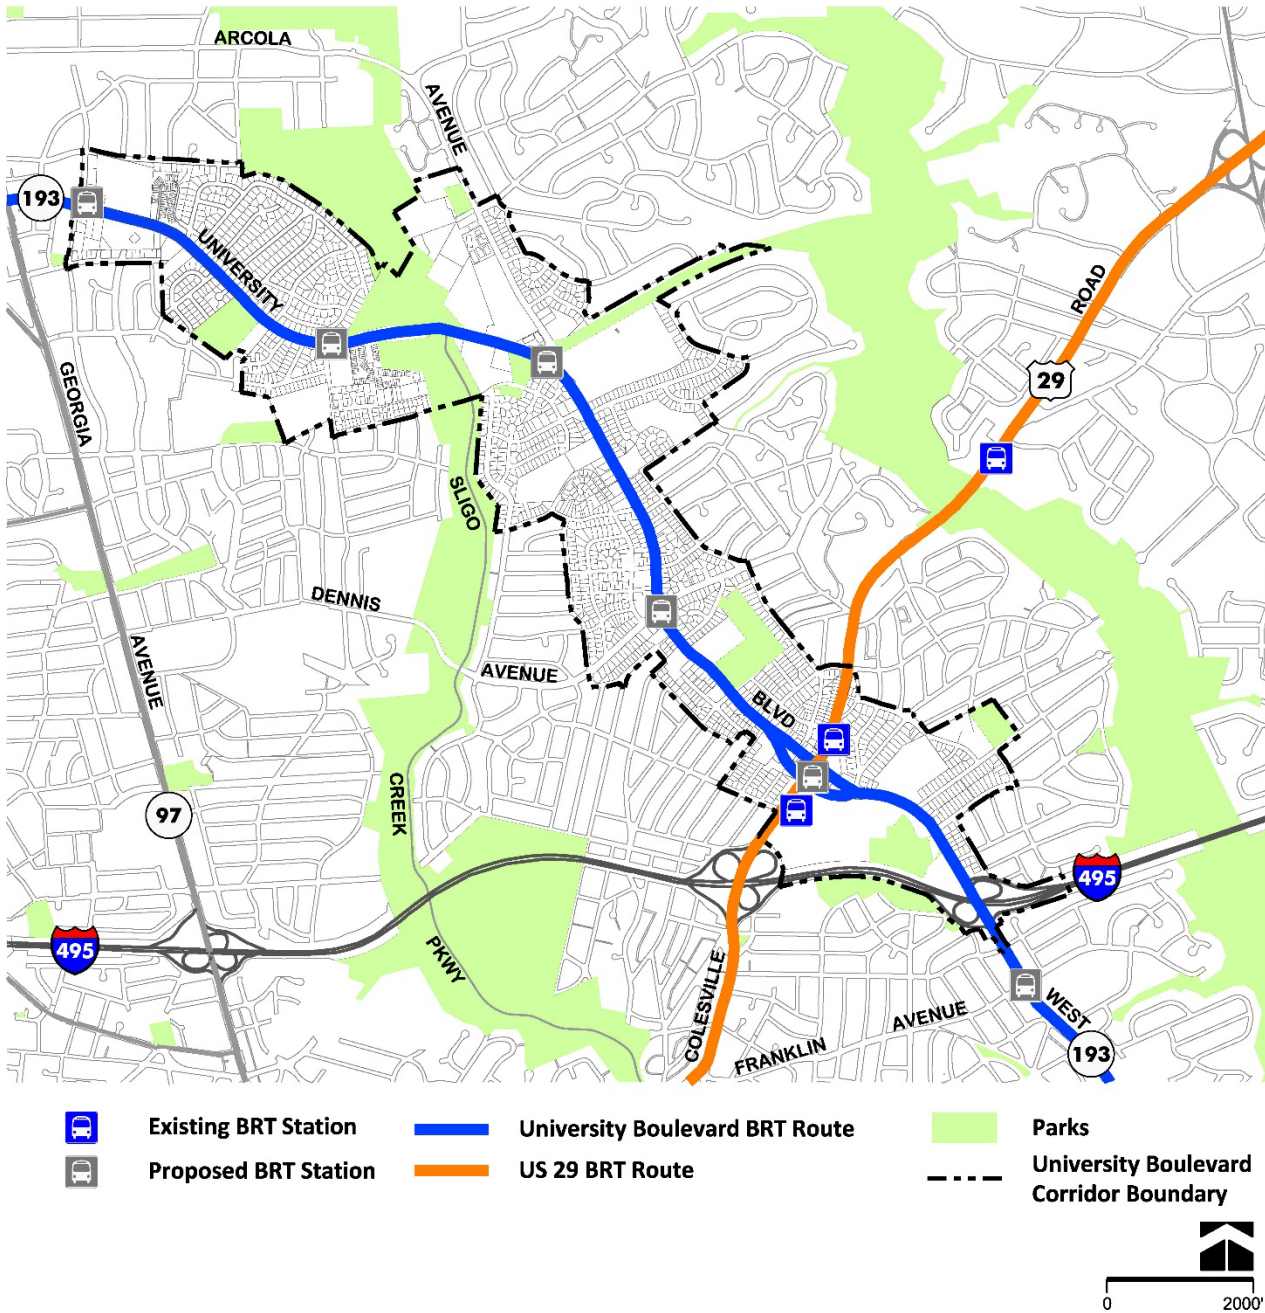 ARCOLA
AVENUE
193
UNIVERSITY
ROAD
29
GEORGIA
SLIGO
DENNIS
AVENUE
AVENUE
BLVD
97
CREEK
495
495
PKWY
COLESVILLE
WEST
AVENUE
FRANKLIN
193
Existing BRT Station
University Boulevard BRT Route
Parks
Proposed BRT Station
US 29 BRT Route
University Boulevard
Corridor Boundary
0 2000'